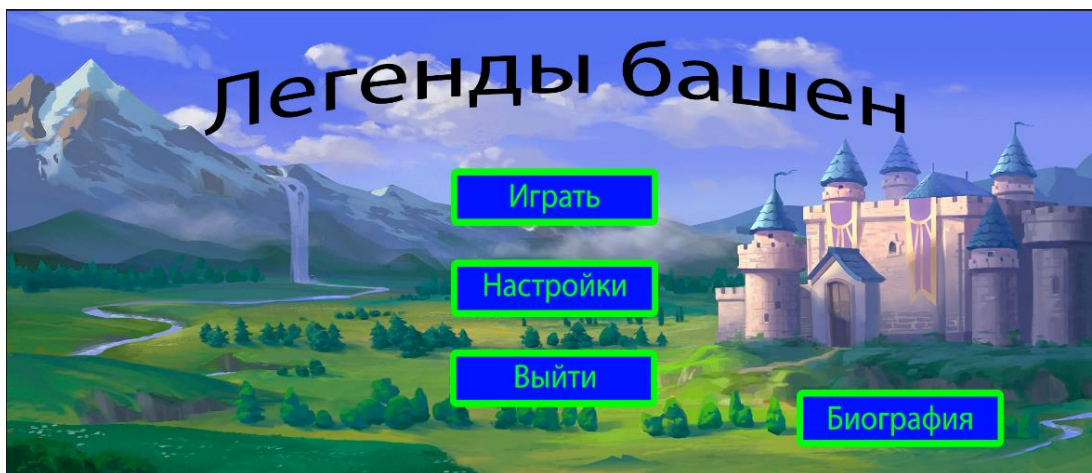 Легенды башен
Играть
Настройки
Выйти
Биография